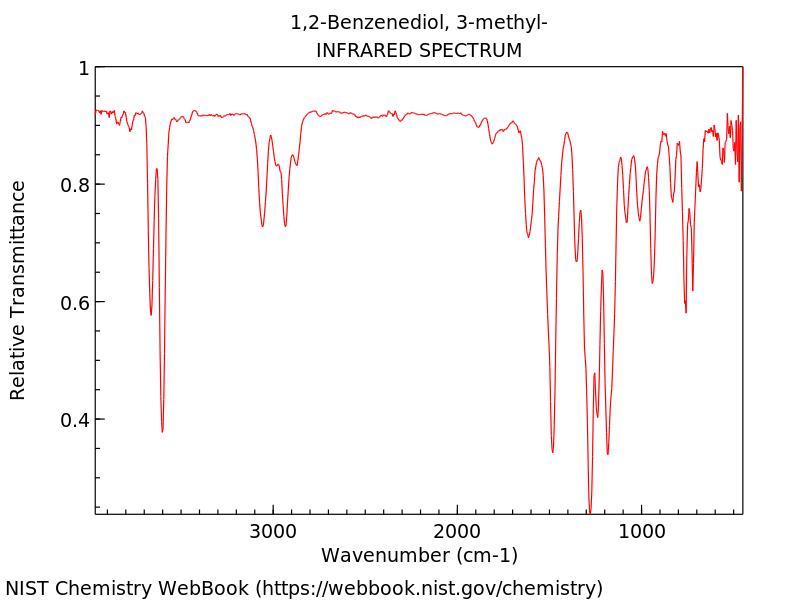 1,2-Benzenediol, 3-methyl-
INFRARED SPECTRUM
1
0.8
0.6
0.4
Relative Transmittance
3000 2000 1000
Wavenumber (cm-1)
NIST Chemistry WebBook (https://webbook.nist.gov/chemistry)